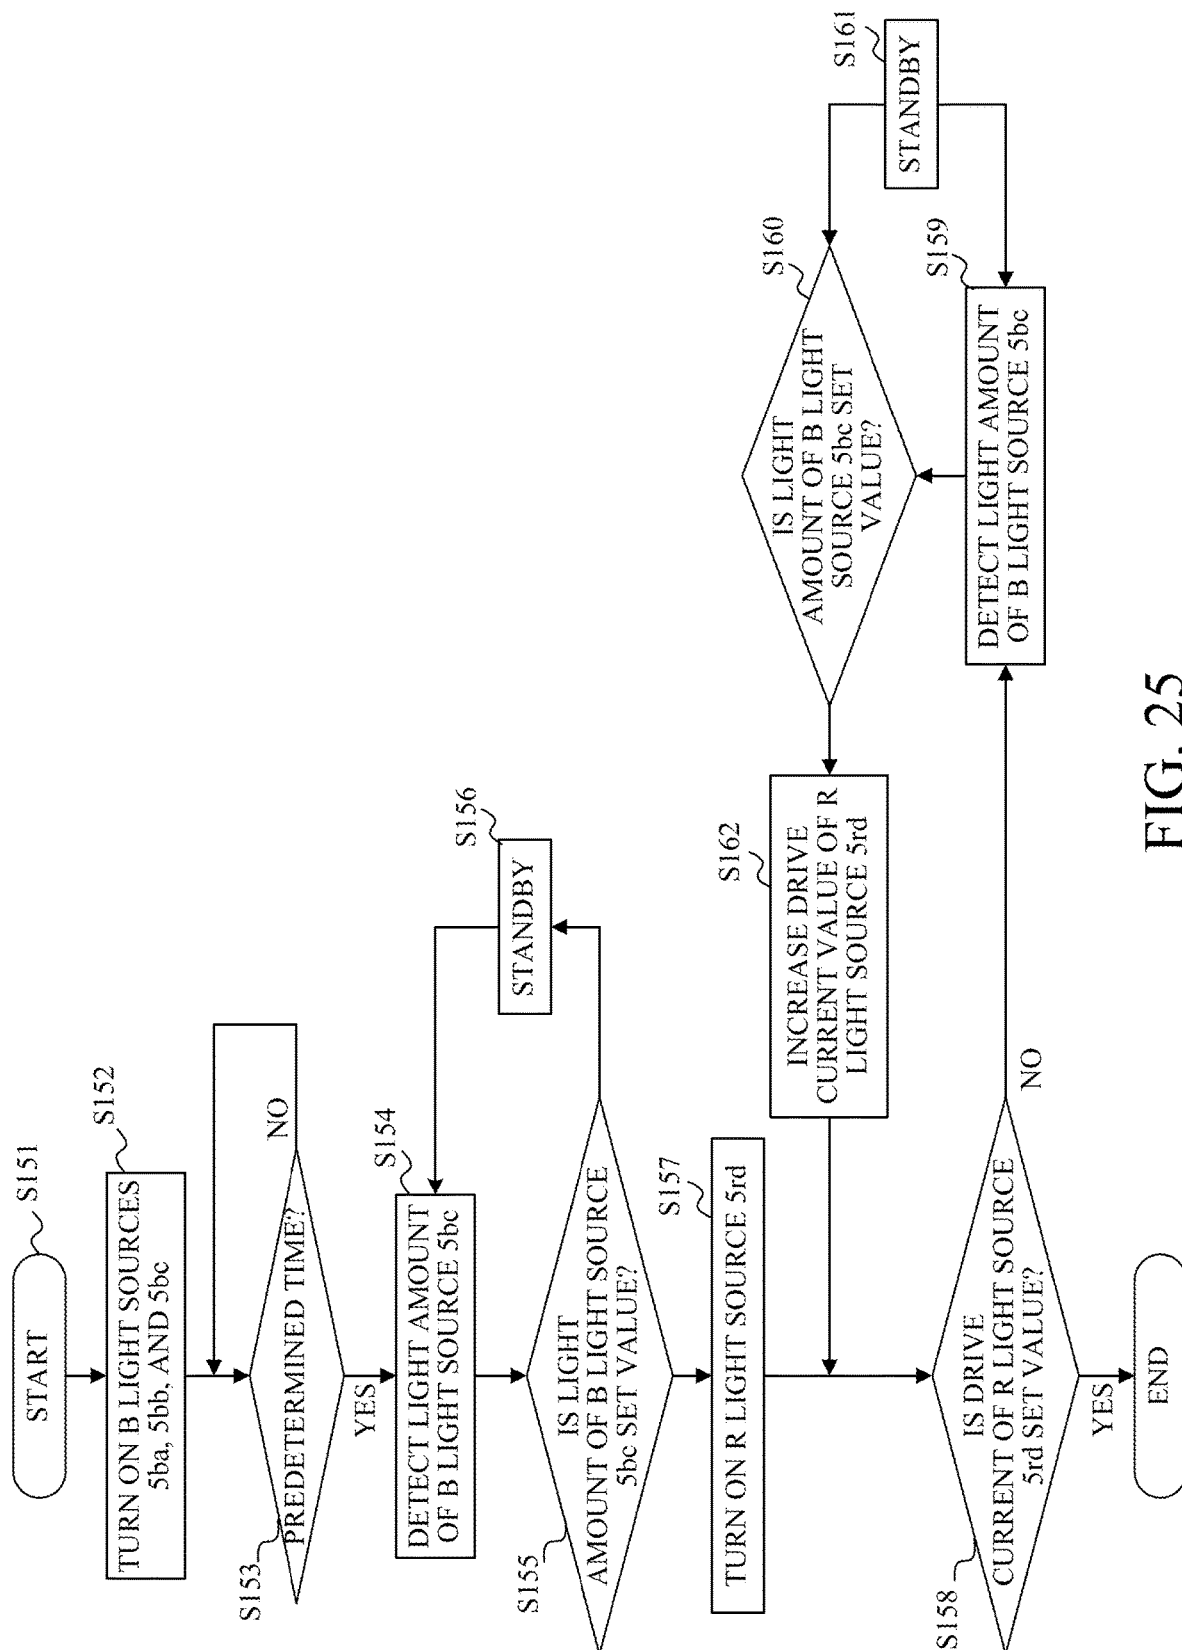 START
S151
TURN ON B LIGHT SOURCES
5ba, 5bb, AND 5bc
S152
PREDETERMINED TIME?
S153
NO
YES
DETECT LIGHT AMOUNT
OF B LIGHT SOURCE 5bc
S154
IS LIGHT
AMOUNT OF B LIGHT SOURCE
5bc SET VALUE?
S155
STANDBY
S156
TURN ON R LIGHT SOURCE 5rd
S157
IS DRIVE
CURRENT OF R LIGHT SOURCE
5rd SET VALUE?
S158
NO
YES
END
DETECT LIGHT AMOUNT
OF B LIGHT SOURCE 5bc
S159
IS LIGHT
AMOUNT OF B LIGHT
SOURCE 5bc SET
VALUE?
S160
STANDBY
S161
INCREASE DRIVE
CURRENT VALUE OF R
LIGHT SOURCE 5rd
S162
FIG. 25